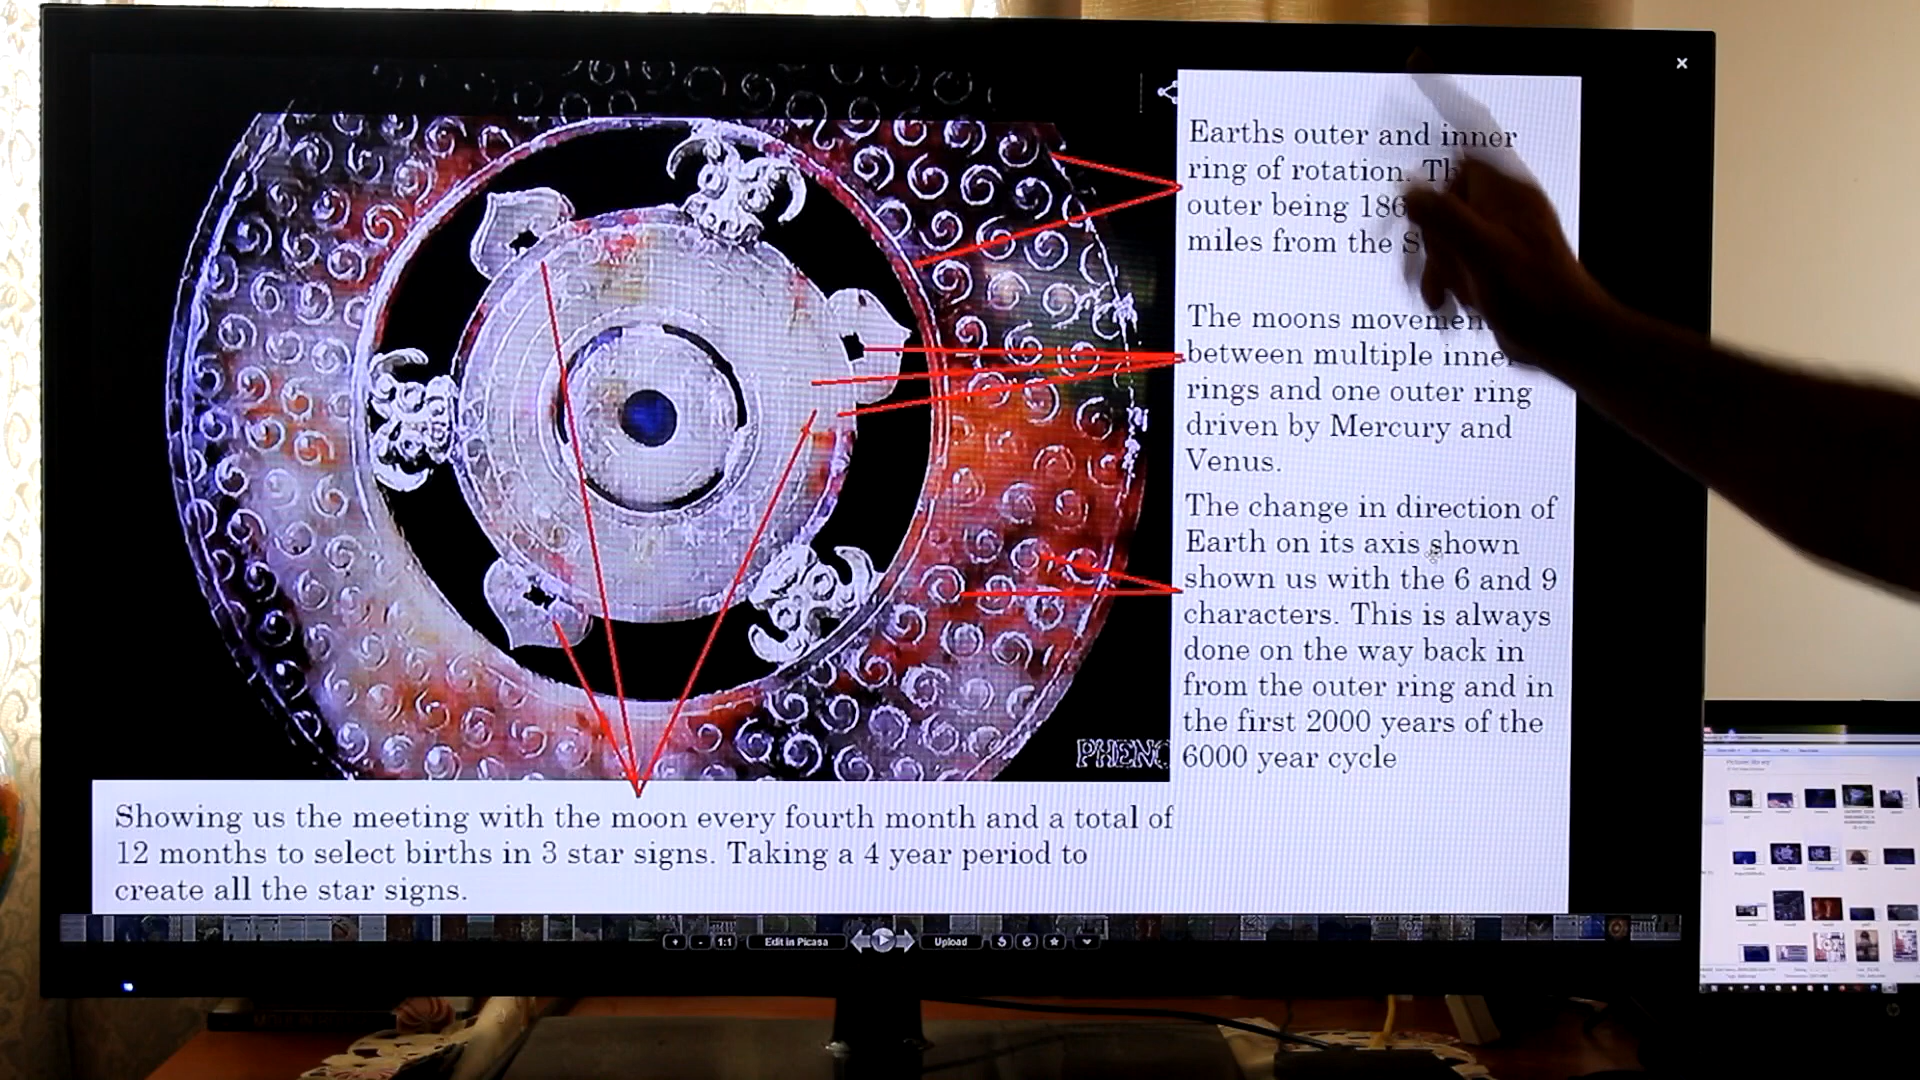 Earths outer and inner
ring of rotation.
outer being 186
miles from the
The moons
between multiple
rings and one outer ring
driven by Mercury and
Venus.
The change in direction of
Earth on its axis shown
shown us with the 6 and 9
characters. This is always
done on the way back in
from the outer ring and in
the first 2000 years of the
6000 year cycle
PHENO
Showing us the meeting with the moon every fourth month and a total of
12 months to select births in 3 star signs. Taking a 4 year period to
create all the star signs.
+ - 1:1 Edit in Picasa Upload